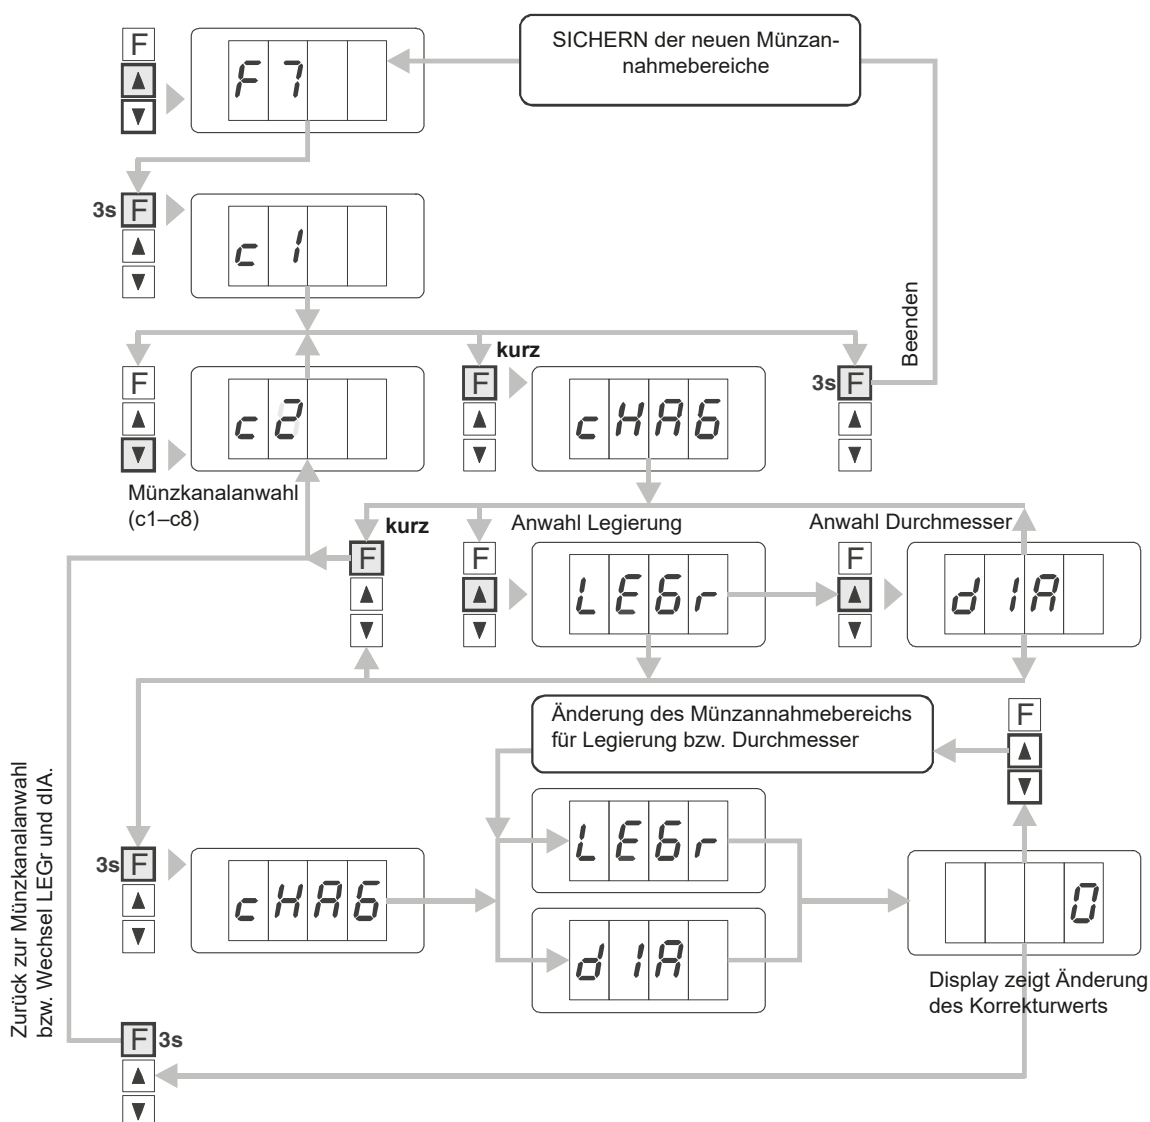 F
F 7
SICHERN der neuen Münzan-
nahmebereiche
3s F
c 1
Beenden
F
c 2
Münzkanalanwahl
(c1–c8)
kurz
F
cHAG
3s F
kurz
F
Anwahl Legierung
F
LEGr
Anwahl Durchmesser
F
dIA
Änderung des Münzannahmebereichs
für Legierung bzw. Durchmesser
F
Zurück zur Münzkanalanwahl
bzw. Wechsel LEGr und dIA.
3s F
cHAG
LEGr
dIA
0
Display zeigt Änderung
des Korrekturwerts
F 3s